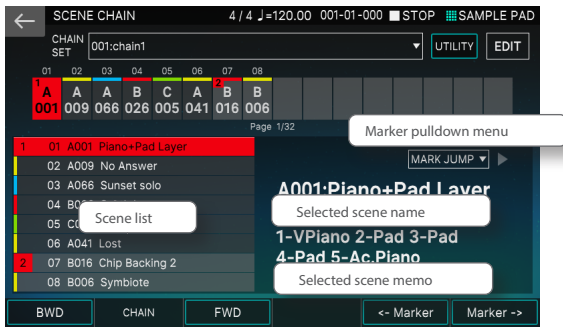 SCENE CHAIN 4 / 4 ♩=120.00 001-01-000 STOP SAMPLE PAD
CHAIN SET 001:chain1 UTILITY EDIT
01 02 03 04 05 06 07 08
1 2
A A A B C A B B
001 009 066 026 005 041 016 006
Page 1/32
Marker pulldown menu
1 01 A001 Piano+Pad Layer
MARK JUMP
02 A009 No Answer
03 A066 Sunset solo
A001:Piano+Pad Layer
04
Scene list
Selected scene name
05
06 A041 Lost
1-VPiano 2-Pad 3-Pad
2 07 B016 Chip Backing 2
4-Pad 5-Ac.Piano
08 B006 Symbiote
Selected scene memo
BWD CHAIN FWD <- Marker Marker ->